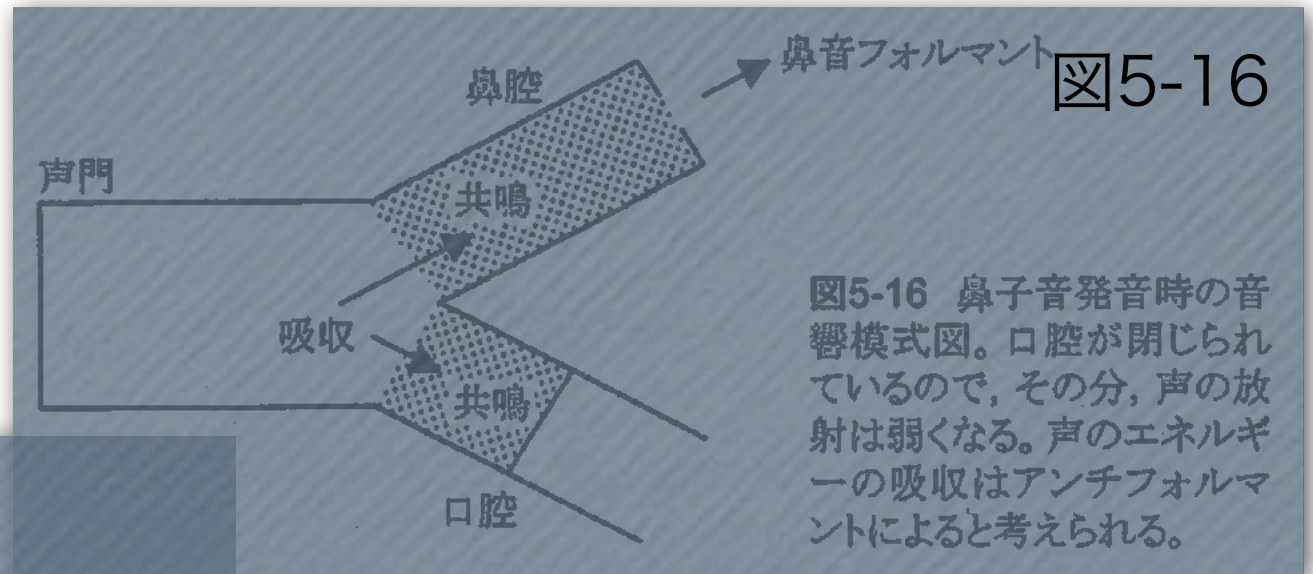 鼻音フォルマント
図5-16
鼻腔
声門
共鳴
吸収
共鳴
口腔
図5-16 鼻子音発音時の音
響模式図。口腔が閉じられ
ているので，その分，声の放
射は弱くなる。声のエネルギ
ーの吸収はアンチフォルマ
ントによると考えられる。